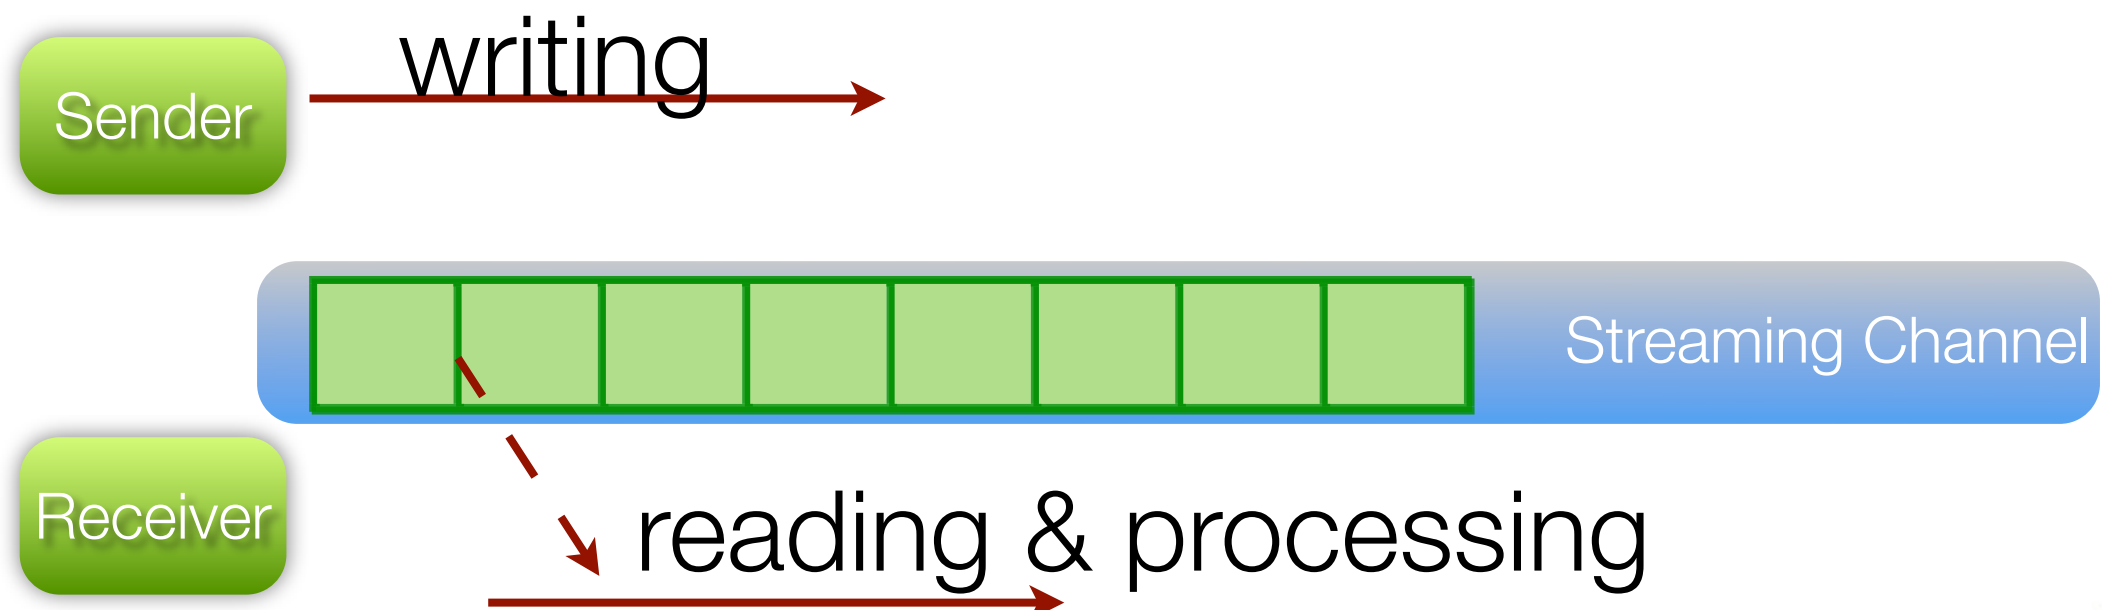 writing
Sender
Streaming Channel
Receiver
reading & processing